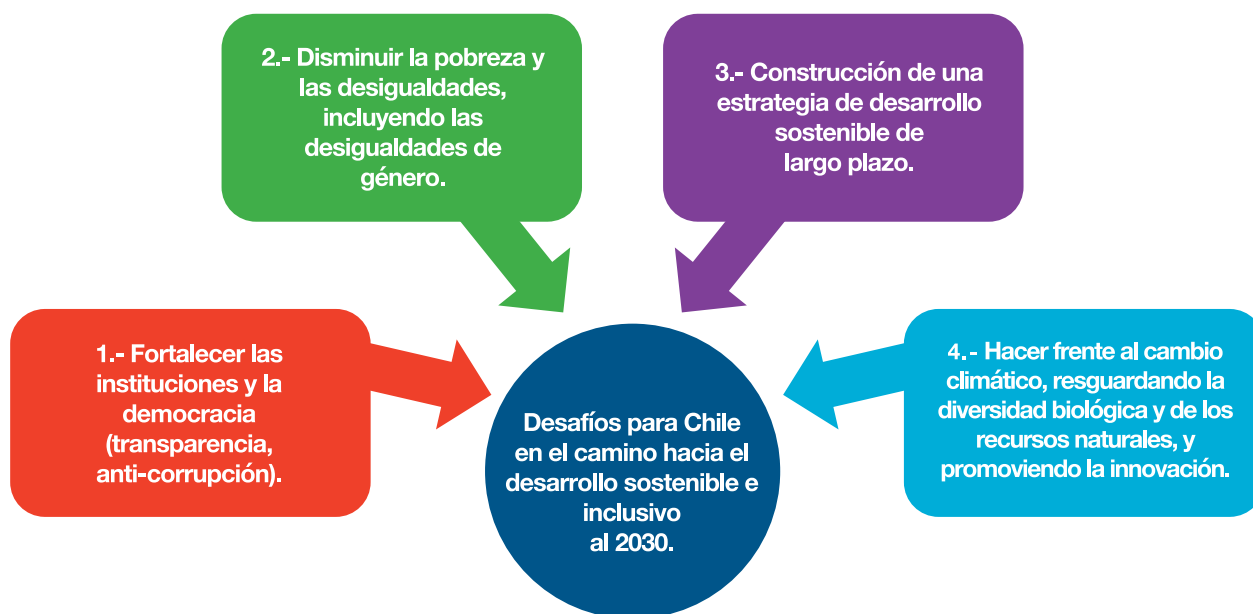 1.- Fortalecer las
instituciones y la
democracia
(transparencia,
anti-corrupción).
2.- Disminuir la pobreza y
las desigualdades,
incluyendo las
desigualdades de
género.
3.- Construcción de una
estrategia de desarrollo
sostenible de
largo plazo.
4.- Hacer frente al cambio
climático, resguardando la
diversidad biológica y de los
recursos naturales, y
promoviendo la innovación.
Desafíos para Chile
en el camino hacia el
desarrollo sostenible e
inclusivo
al 2030.